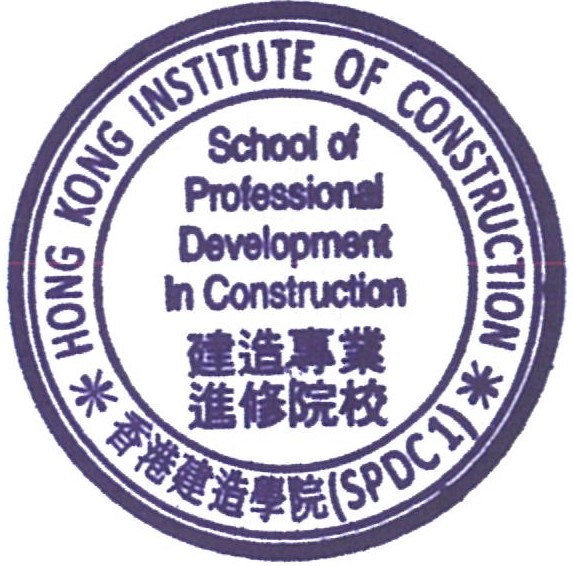 HONG KONG INSTITUTE OF CONSTRUCTION
School of
Professional
Development
In Construction
建造專業
進修院校
香港建造學院(SPDC1)